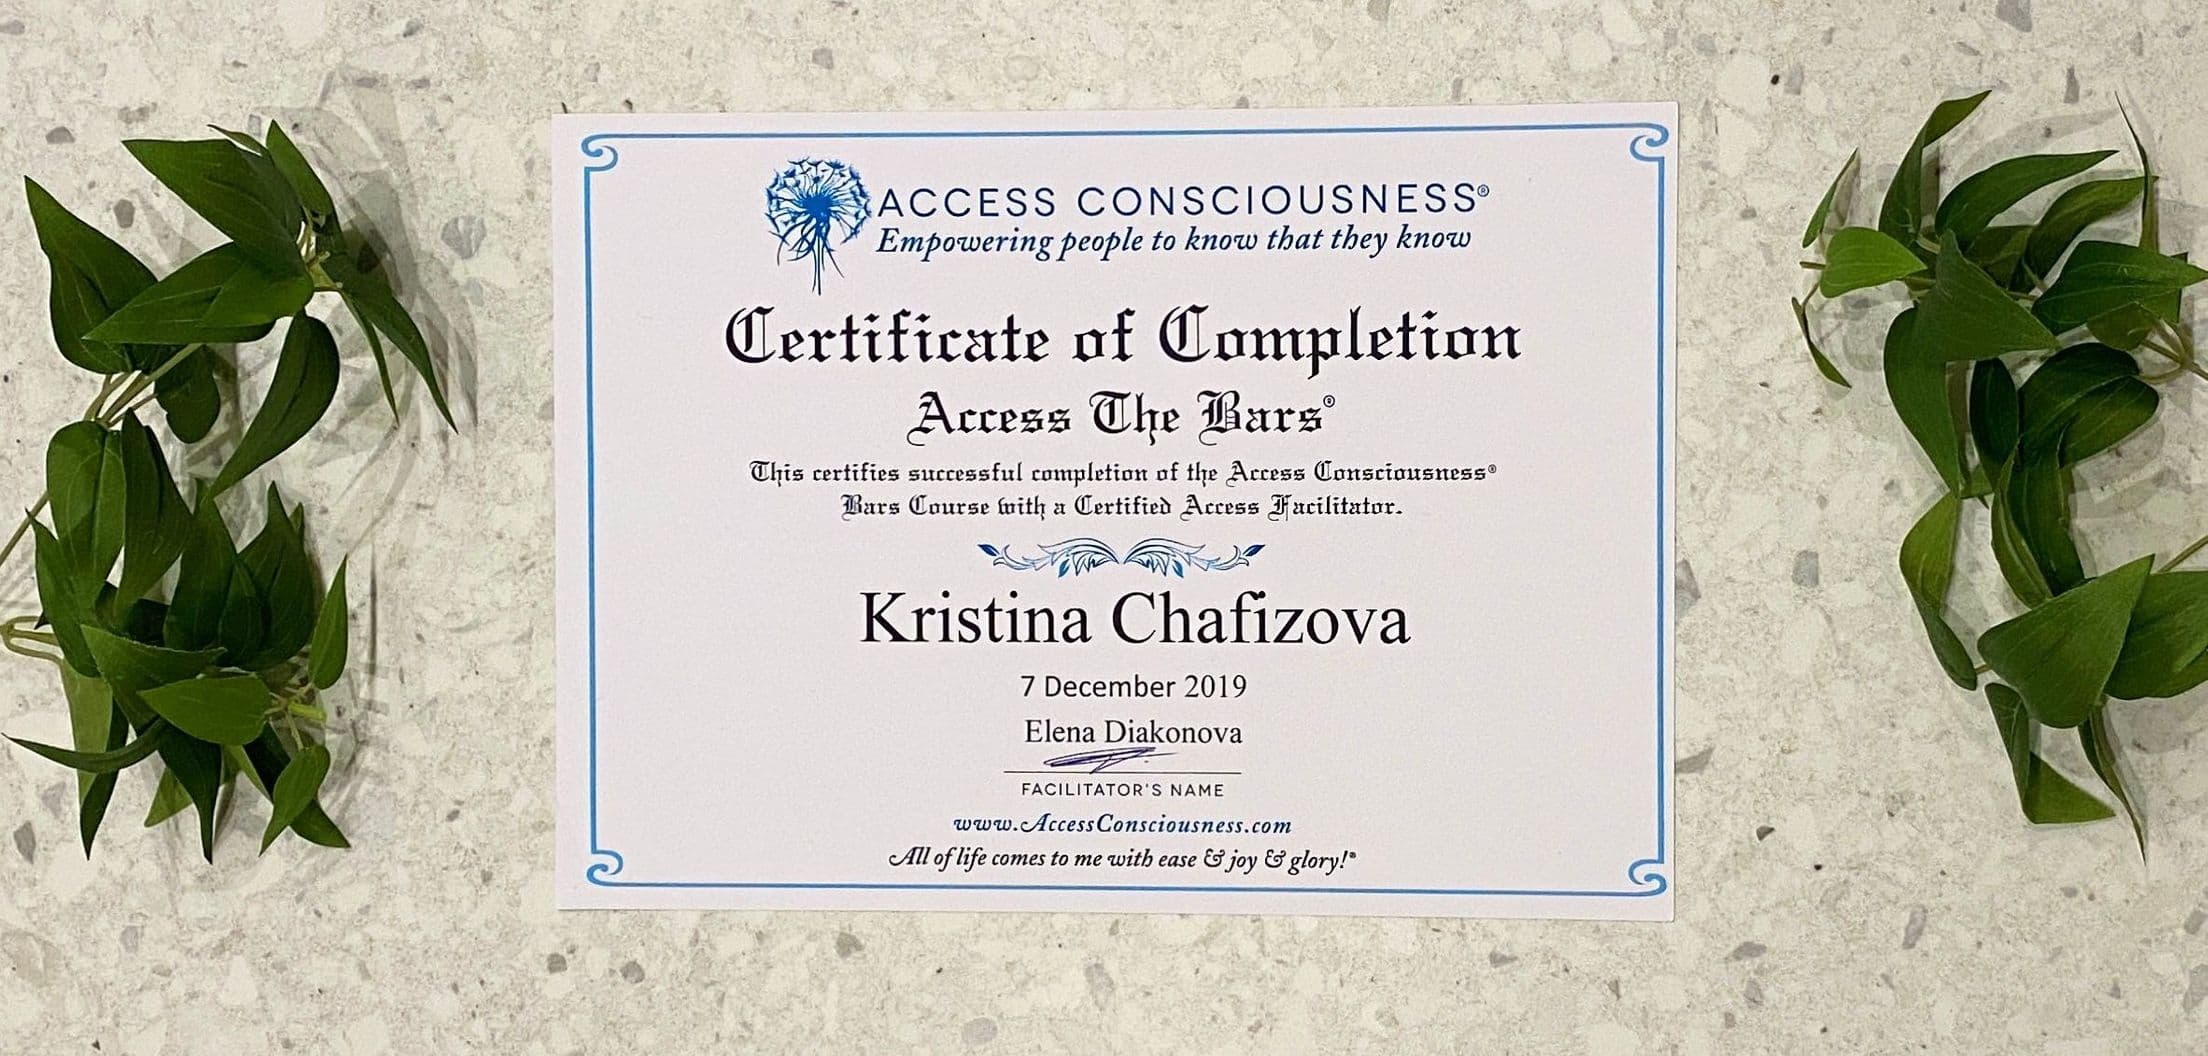 ACCESS CONSCIOUSNESS®
Empowering people to know that they know
Certificate of Completion
Access The Bars®
This certifies successful completion of the Access Consciousness®
Bars Course with a Certified Access Facilitator.
Kristina Chafizova
7 December 2019
Elena Diakonova
FACILITATOR'S NAME
www.AccessConsciousness.com
All of life comes to me with ease & joy & glory!®